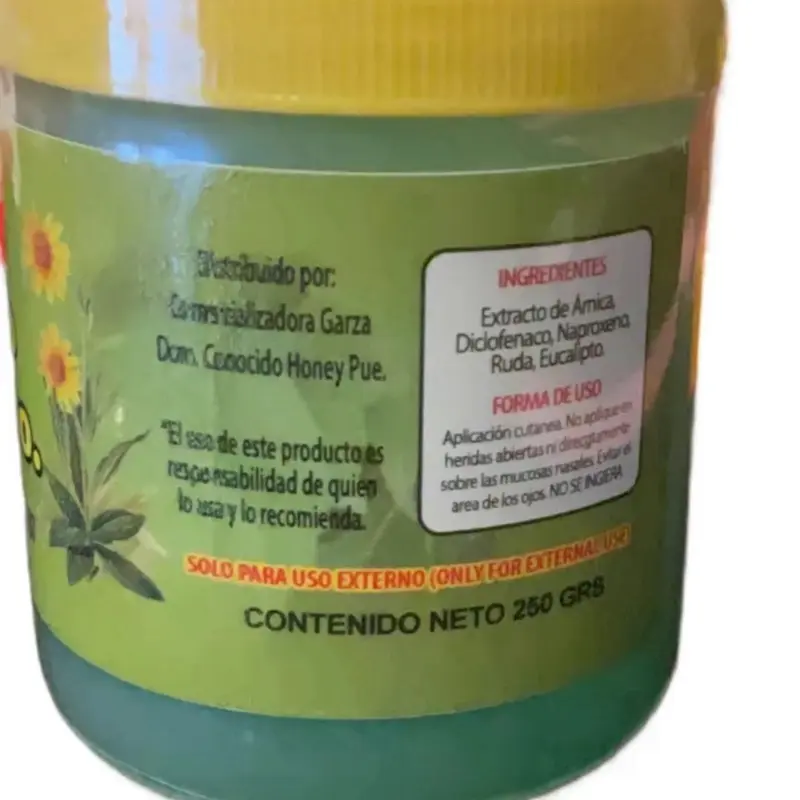 Distribuido por:
Comercializadora Garza
Dom. Conocido Honey Pue.
"El uso de este producto es
responsabilidad de quien
lo usa y lo recomienda.
INGREDIENTES
Extracto de Árnica,
Diclofenaco, Naproxeno,
Ruda, Eucalipto.
FORMA DE USO
Aplicación cutanea. No aplique en
heridas abiertas ni directamente
sobre las mucosas nasales. Evitar el
area de los ojos. NO SE INGIERA
SOLO PARA USO EXTERNO (ONLY FOR EXTERNAL USE)
CONTENIDO NETO 250 GRS